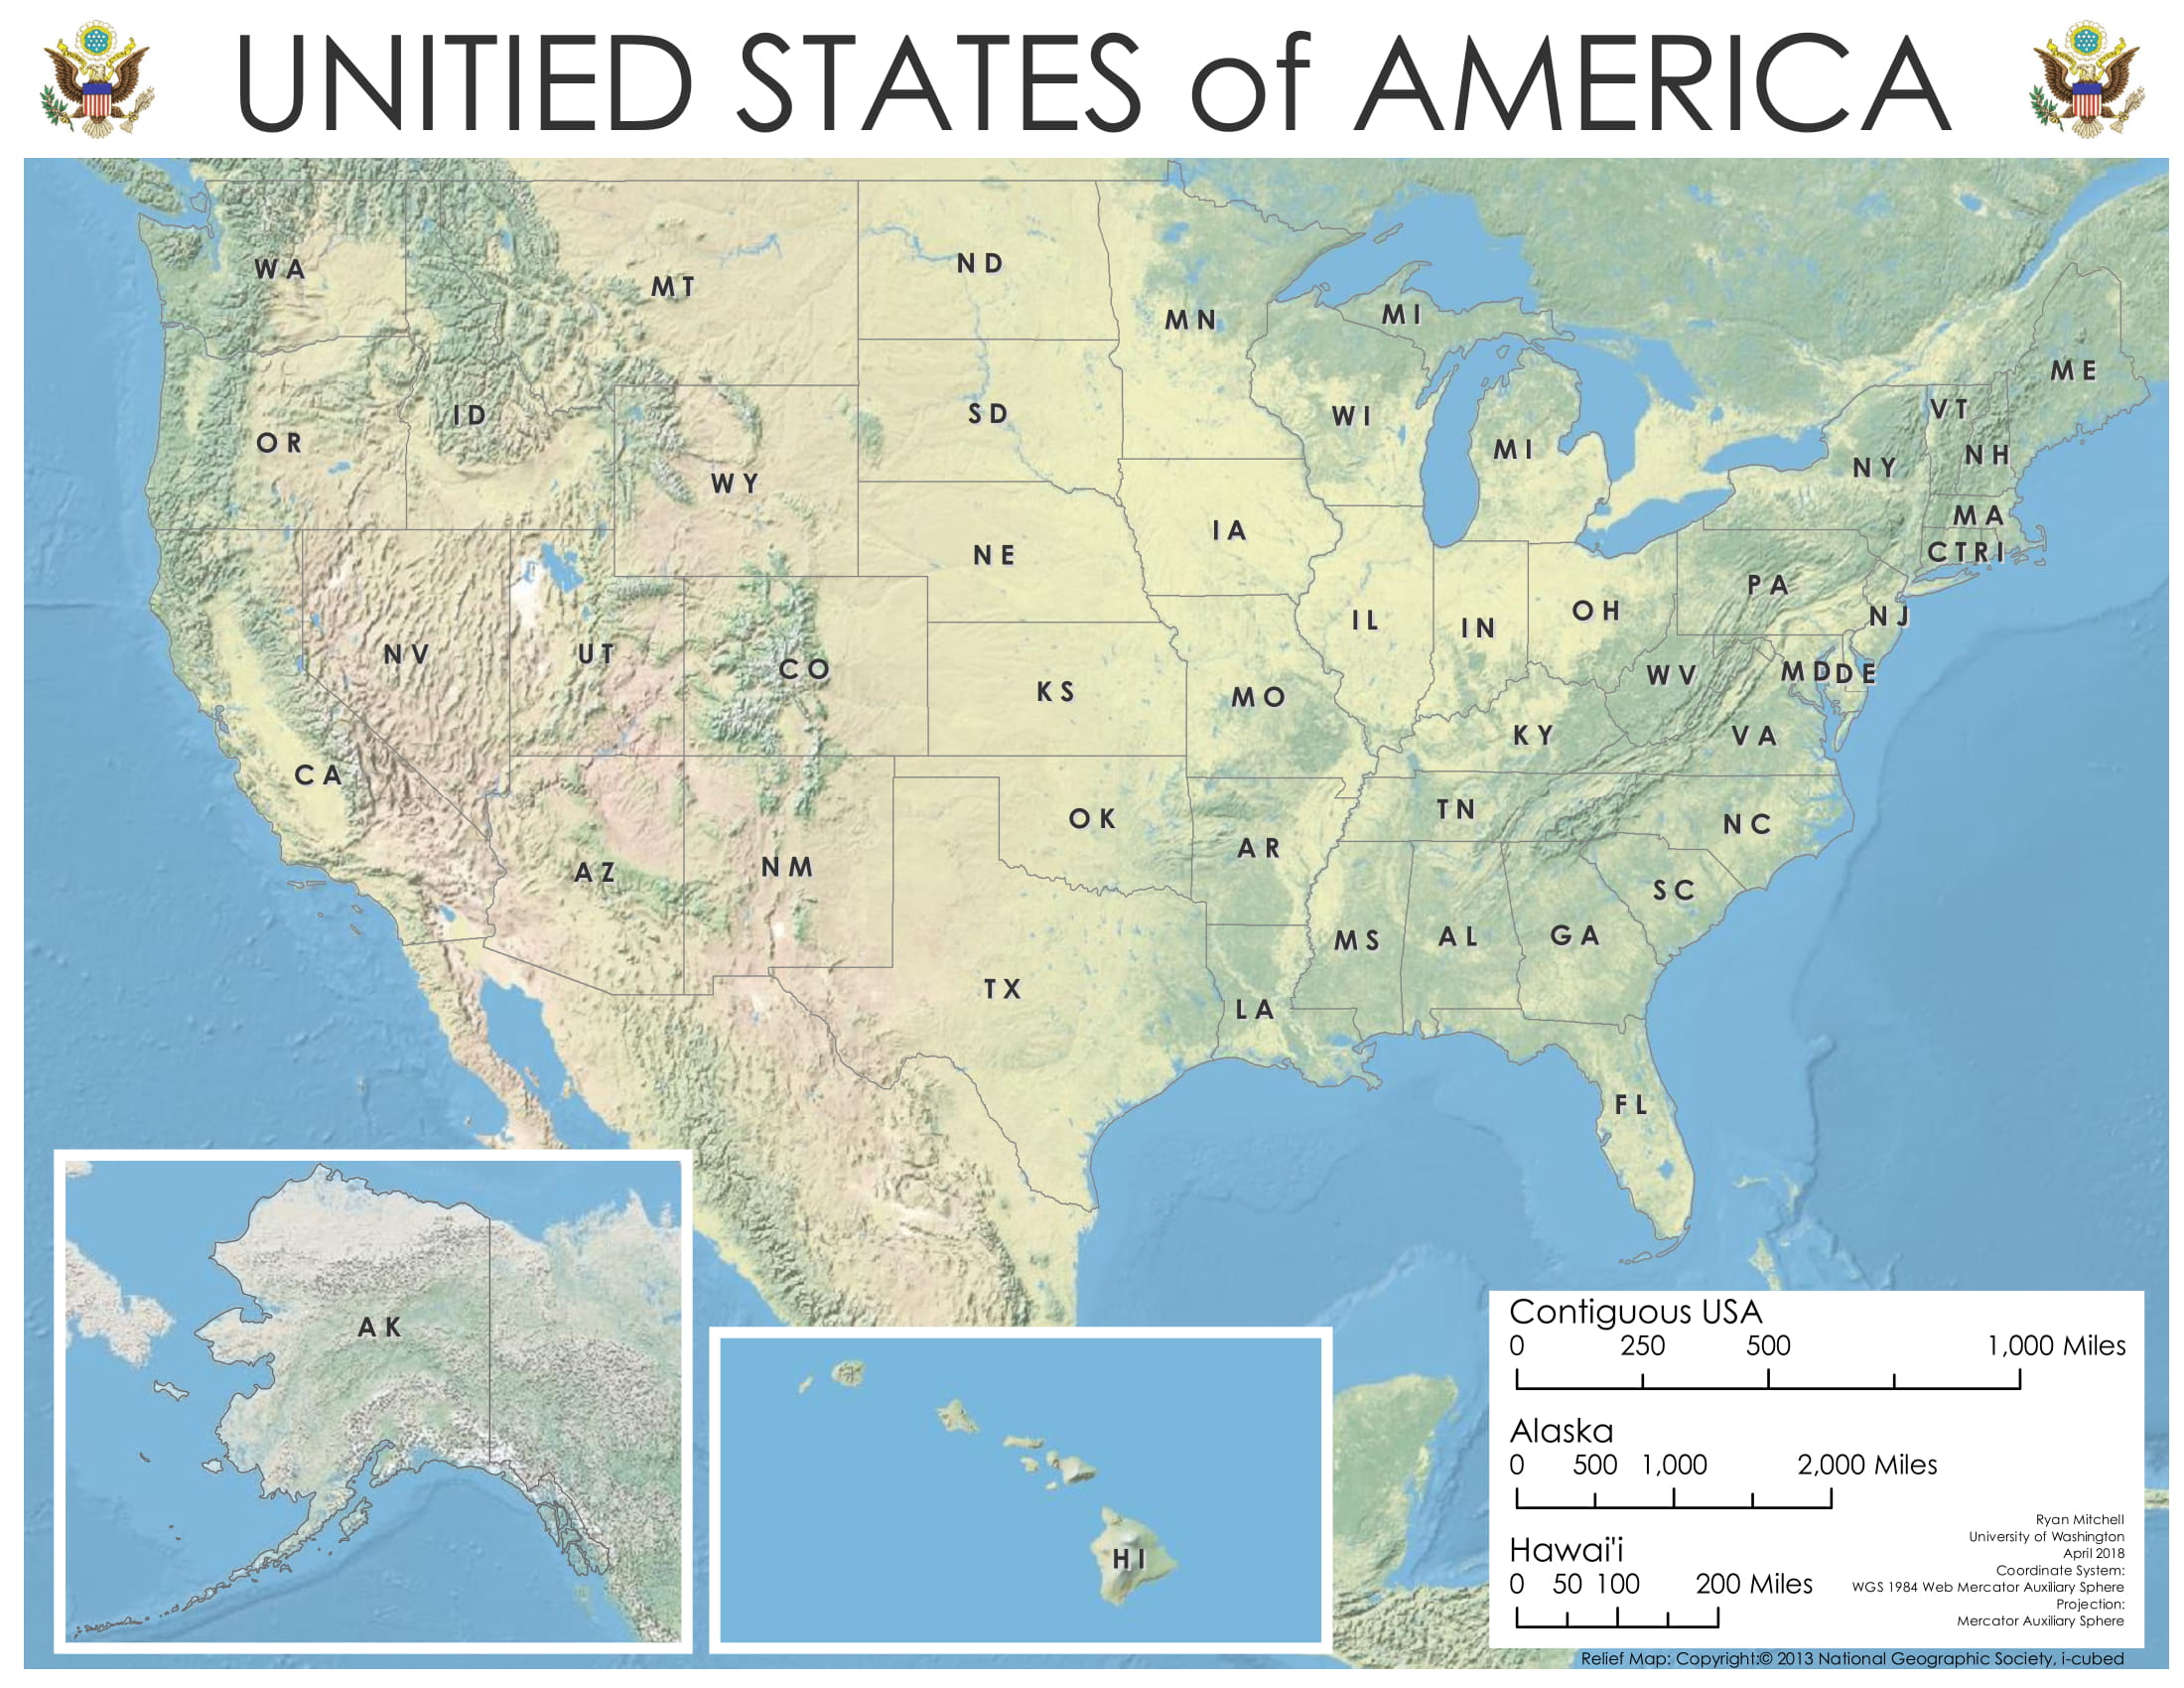 UNITIED STATES of AMERICA
WA
MT
ND
MN
MI
ME
OR
ID
SD
WI
MI
VT
NH
NY
WY
MA
IA
CT RI
NE
PA
NV
UT
CO
KS
MO
IL
IN
OH
NJ
WV
MD DE
KY
VA
CA
OK
TN
NC
AZ
NM
AR
SC
MS
AL
GA
TX
LA
FL
AK
HI
Contiguous USA
0 250 500 1,000 Miles
Alaska
0 500 1,000 2,000 Miles
Hawai'i
0 50 100 200 Miles
Ryan Mitchell
University of Washington
April 2018
Coordinate System:
WGS 1984 Web Mercator Auxiliary Sphere
Projection:
Mercator Auxiliary Sphere
Relief Map: Copyright:© 2013 National Geographic Society, i-cubed